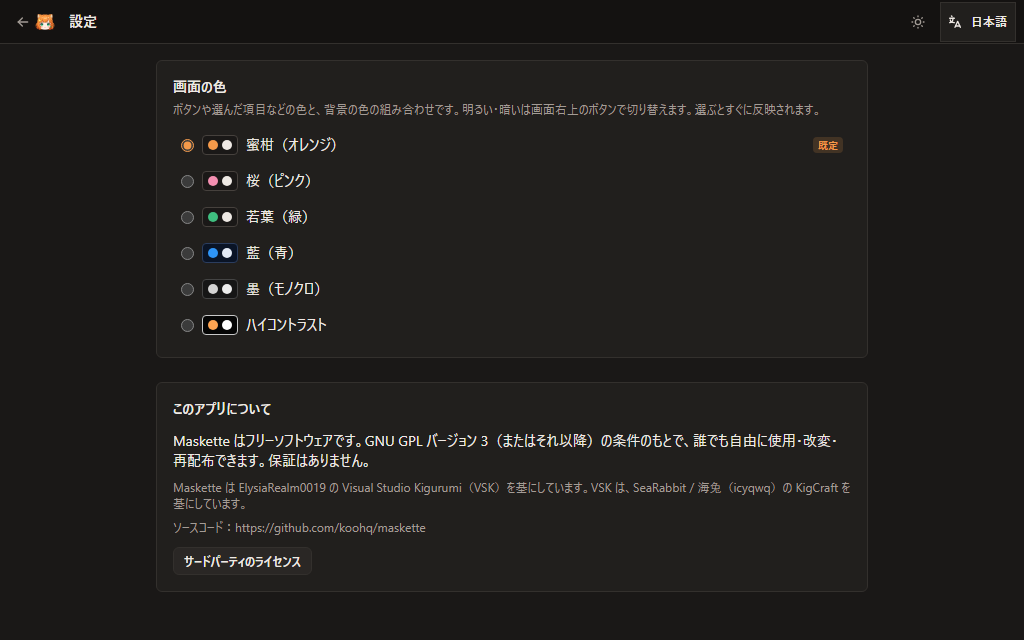 設定
日本語
画面の色
ボタンや選んだ項目などの色と、背景の色の組み合わせです。明るい・暗いは画面右上のボタンで切り替えます。選ぶとすぐに反映されます。
蜜柑（オレンジ）
既定
桜（ピンク）
若葉（緑）
藍（青）
墨（モノクロ）
ハイコントラスト
このアプリについて
Maskette はフリーソフトウェアです。GNU GPL バージョン 3（またはそれ以降）の条件のもとで、誰でも自由に使用・改変・
再配布できます。保証はありません。
Maskette は ElysiaRealm0019 の Visual Studio Kigurumi（VSK）を基にしています。VSK は、SeaRabbit / 海兔（icyqwq）の KigCraft を
基にしています。
ソースコード：https://github.com/koohq/maskette
サードパーティのライセンス